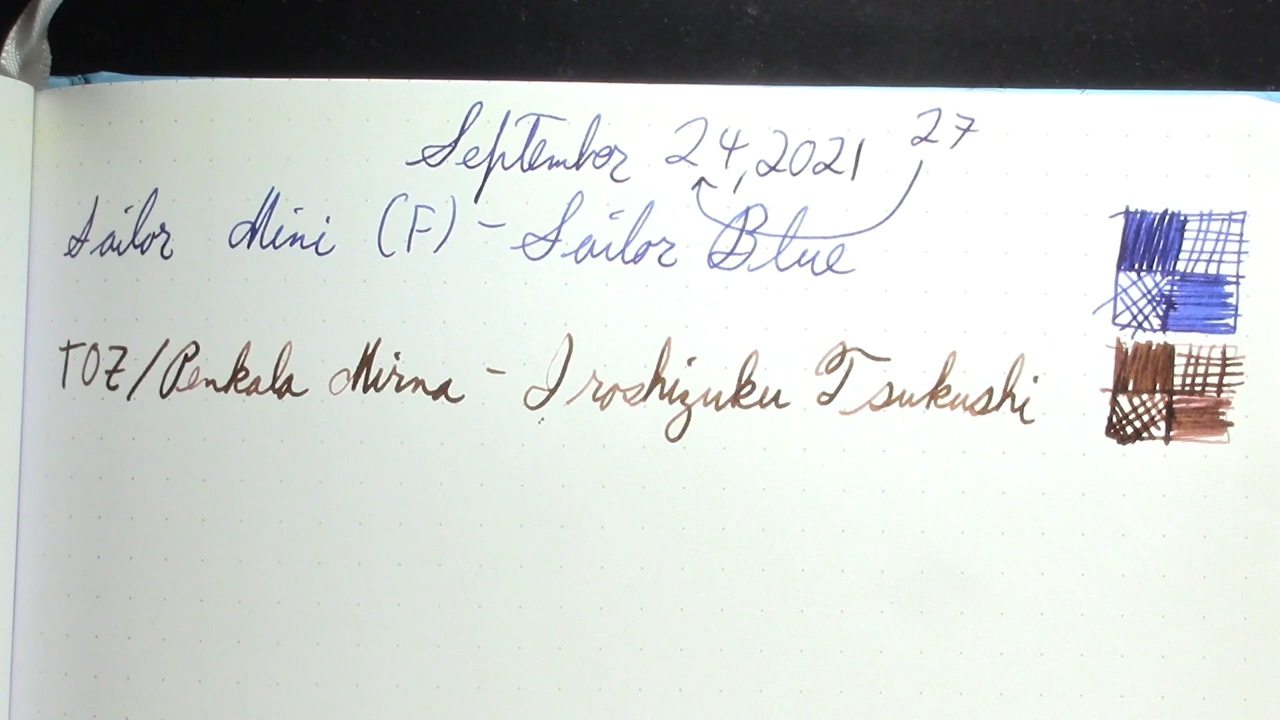 September 24, 2021 27
Sailor Mini (F) - Sailor Blue
TOZ/Penkala Mirna - Iroshizuku Tsukushi